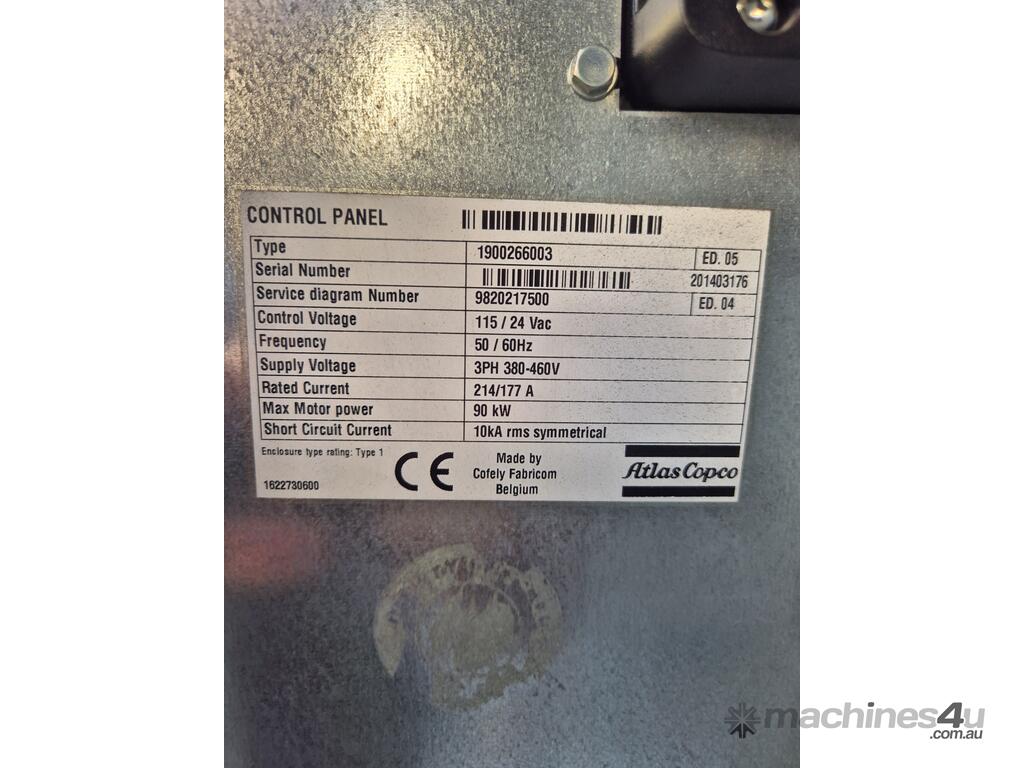 CONTROL PANEL
Type 1900266003 ED. 05
Serial Number 201403176
Service diagram Number 9820217500 ED. 04
Control Voltage 115 / 24 Vac
Frequency 50 / 60Hz
Supply Voltage 3PH 380-460V
Rated Current 214/177 A
Max Motor power 90 kW
Short Circuit Current 10kA rms symmetrical
Enclosure type rating: Type 1
1622730600
CE
Made by
Cofely Fabricom
Belgium
Atlas Copco
machines4u
.com.au